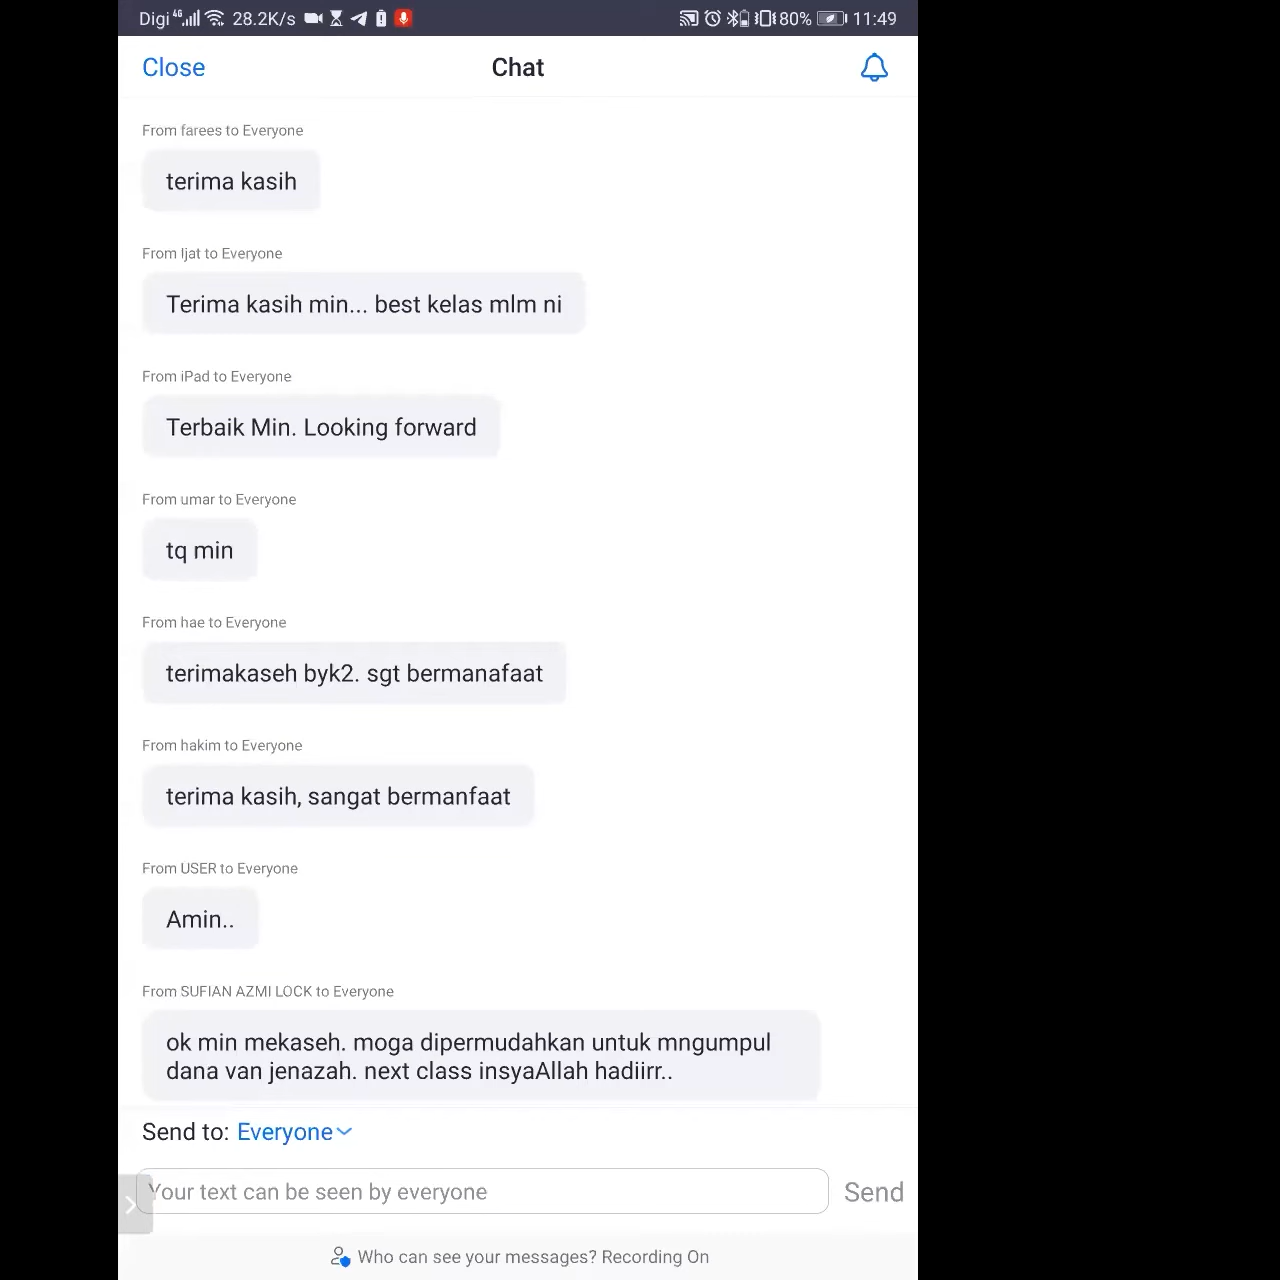 Digi 4G 28.2K/s 80% 11:49
Close Chat
From farees to Everyone
terima kasih
From Ijat to Everyone
Terima kasih min... best kelas mlm ni
From iPad to Everyone
Terbaik Min. Looking forward
From umar to Everyone
tq min
From hae to Everyone
terimakaseh byk2. sgt bermanafaat
From hakim to Everyone
terima kasih, sangat bermanfaat
From USER to Everyone
Amin..
From SUFIAN AZMI LOCK to Everyone
ok min mekaseh. moga dipermudahkan untuk mngumpul
dana van jenazah. next class insyaAllah hadiirr..
Send to: Everyone
Your text can be seen by everyone Send
Who can see your messages? Recording On